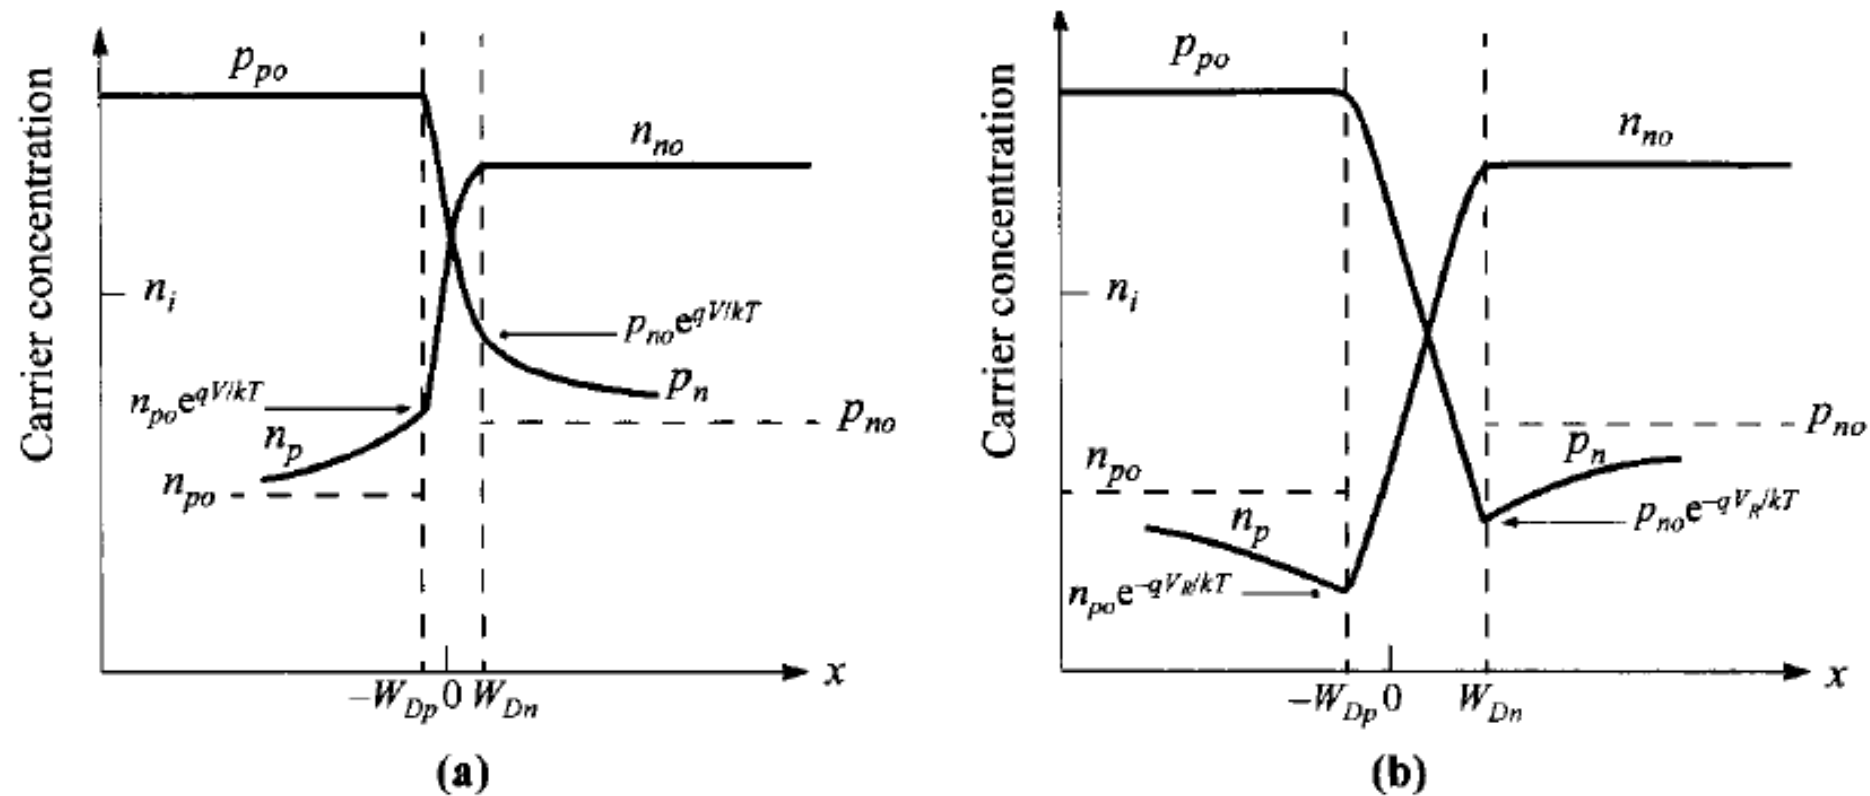 Carrier concentration
p_po
n_no
n_i
p_no e^qV/kT
n_po e^qV/kT
n_p
p_n
p_no
n_po
x
–W_Dp 0 W_Dn
(a)
Carrier concentration
p_po
n_no
n_i
p_no
n_po
p_n
n_p
p_no e^–qV_R/kT
n_po e^–qV_R/kT
x
–W_Dp 0 W_Dn
(b)